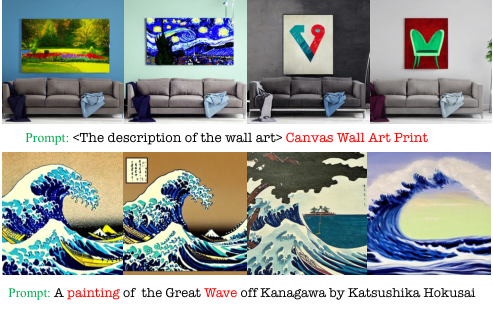 Prompt: <The description of the wall art> Canvas Wall Art Print
Prompt: A painting of the Great Wave off Kanagawa by Katsushika Hokusai